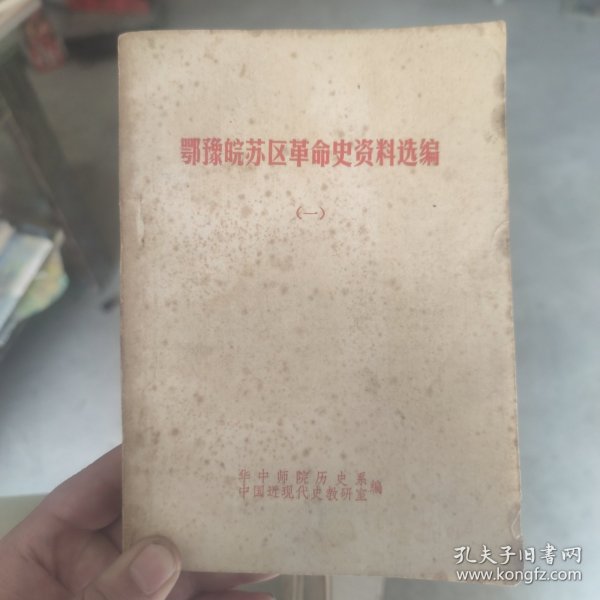 鄂豫皖苏区革命史资料选编
（一）
华中师院历史系
中国近现代史教研室
编
孔夫子旧书网
www.kongfz.com